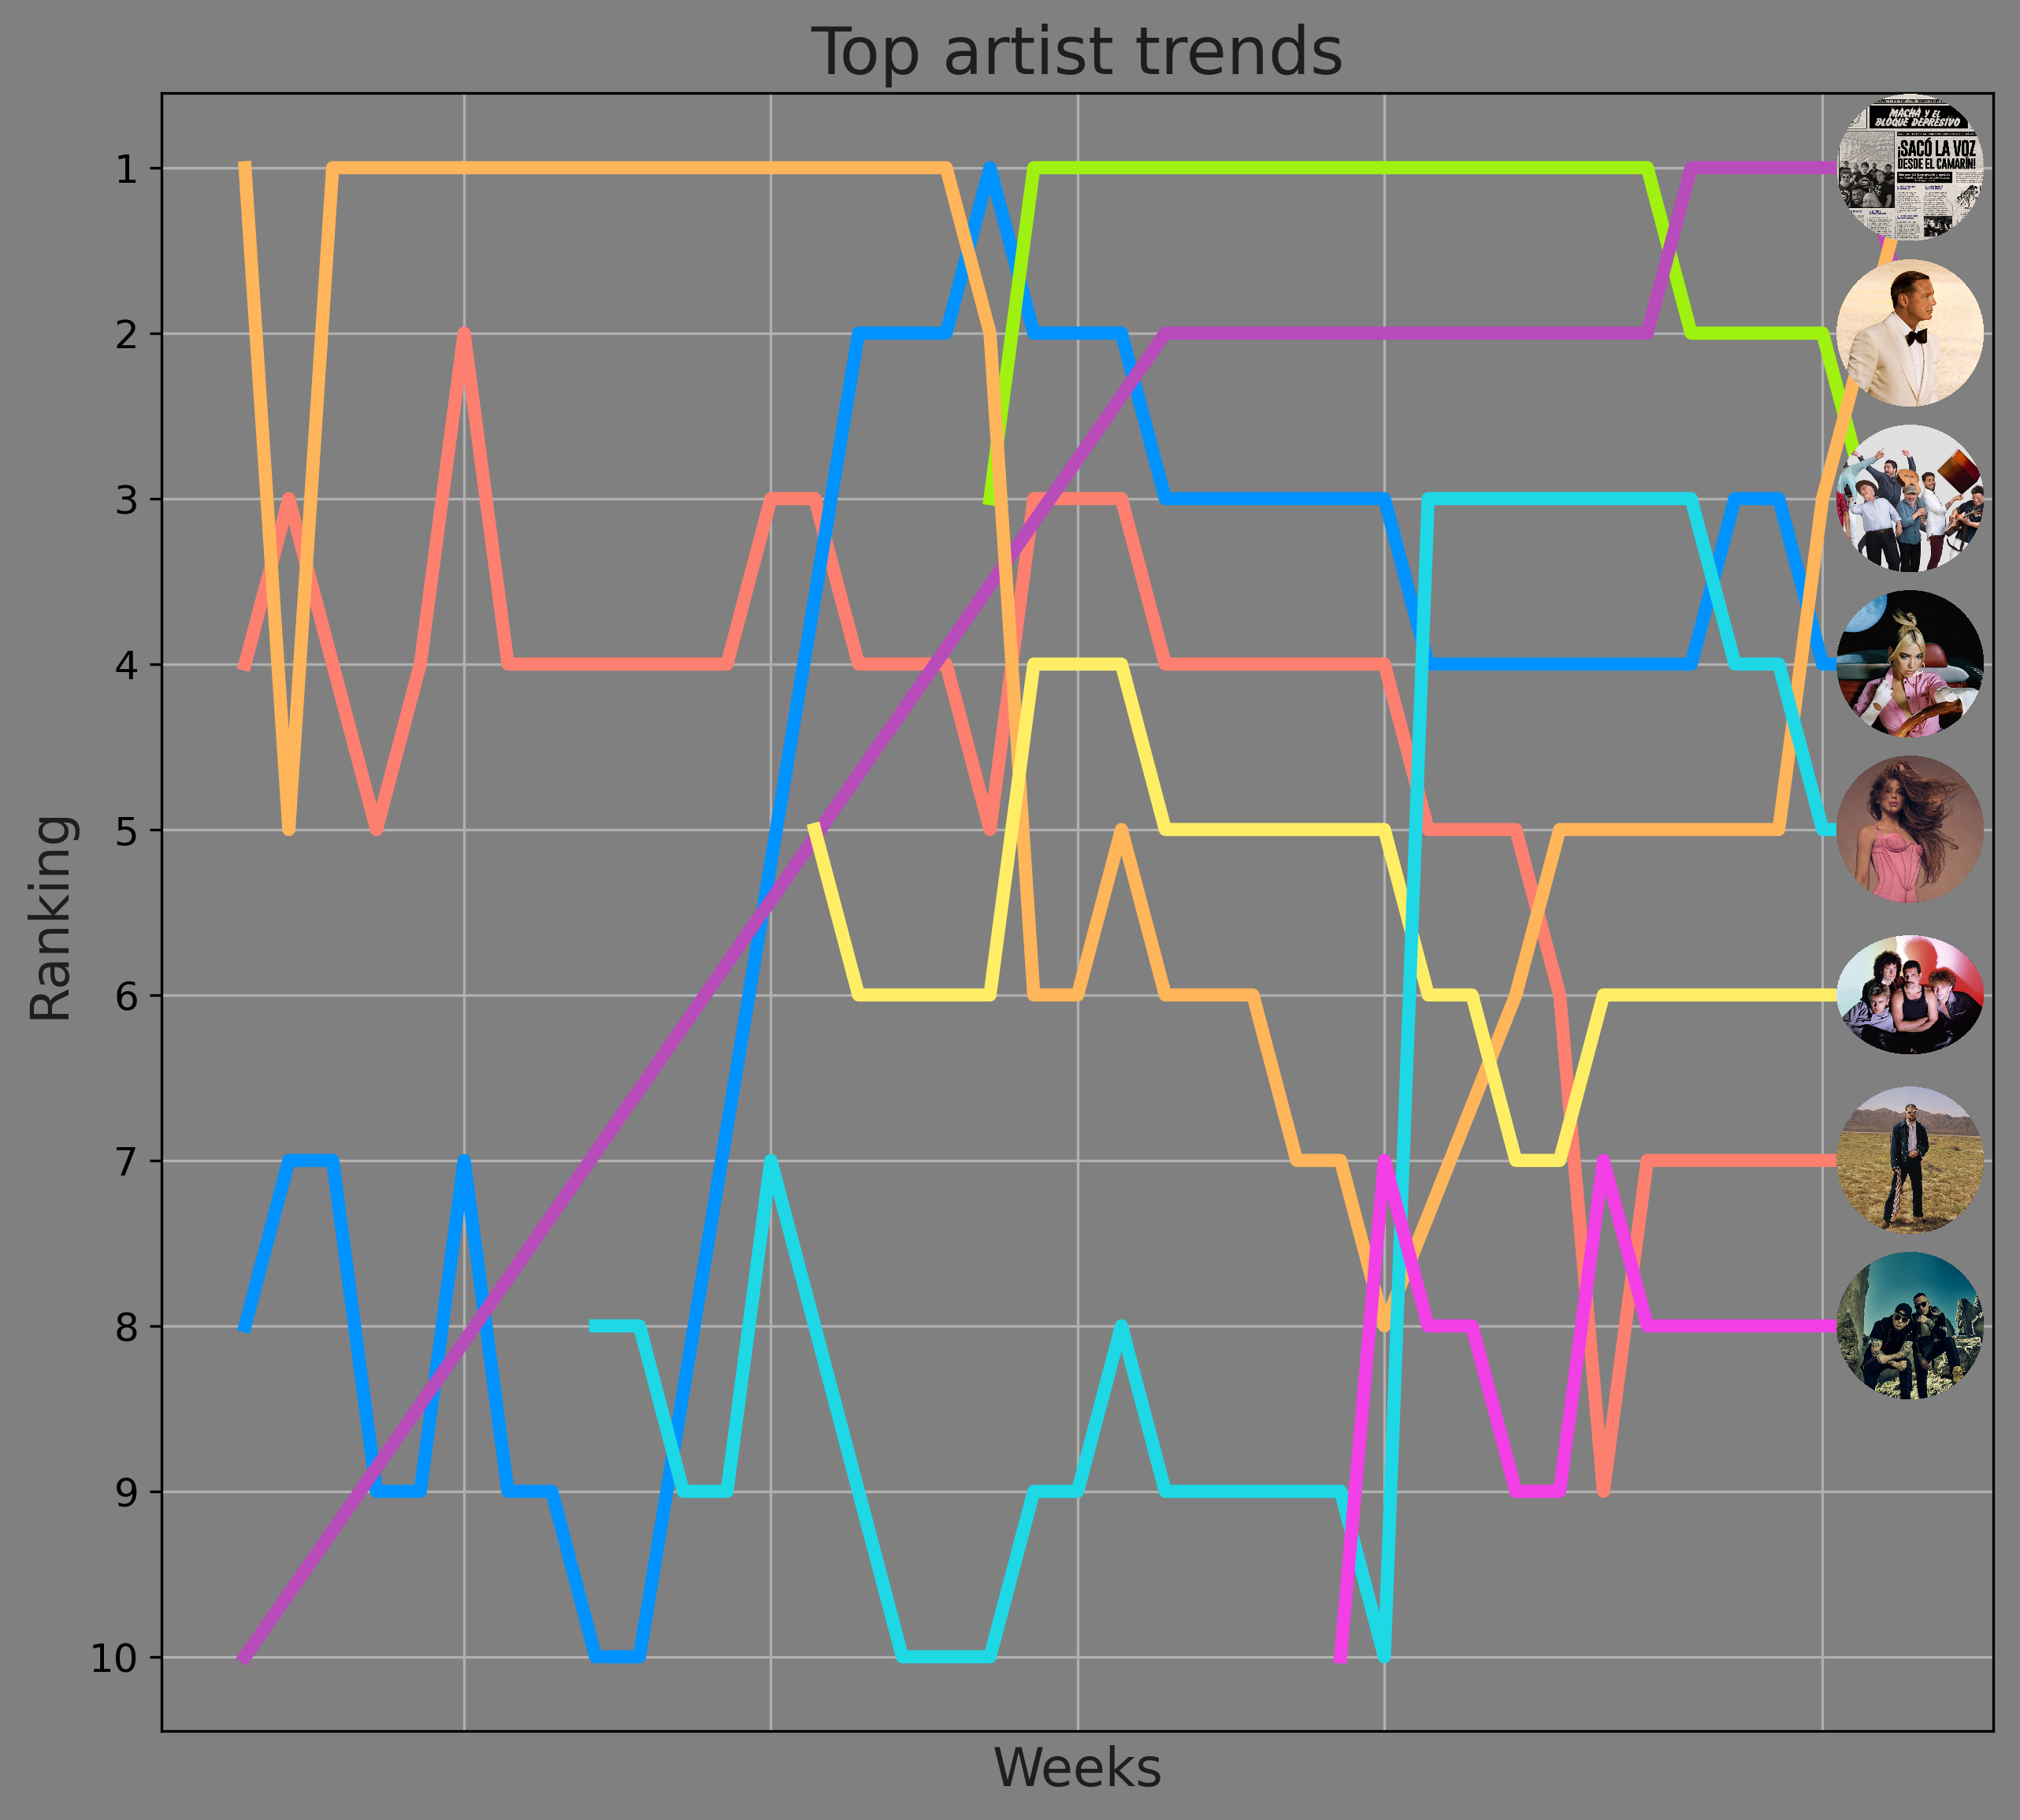 Top artist trends
MACHA Y EL
BLOQUE DEPRESIVO
¡SACÓ LA VOZ
DESDE EL CAMARÍN!
1
2
3
4
5
6
7
8
9
10
Ranking
Weeks